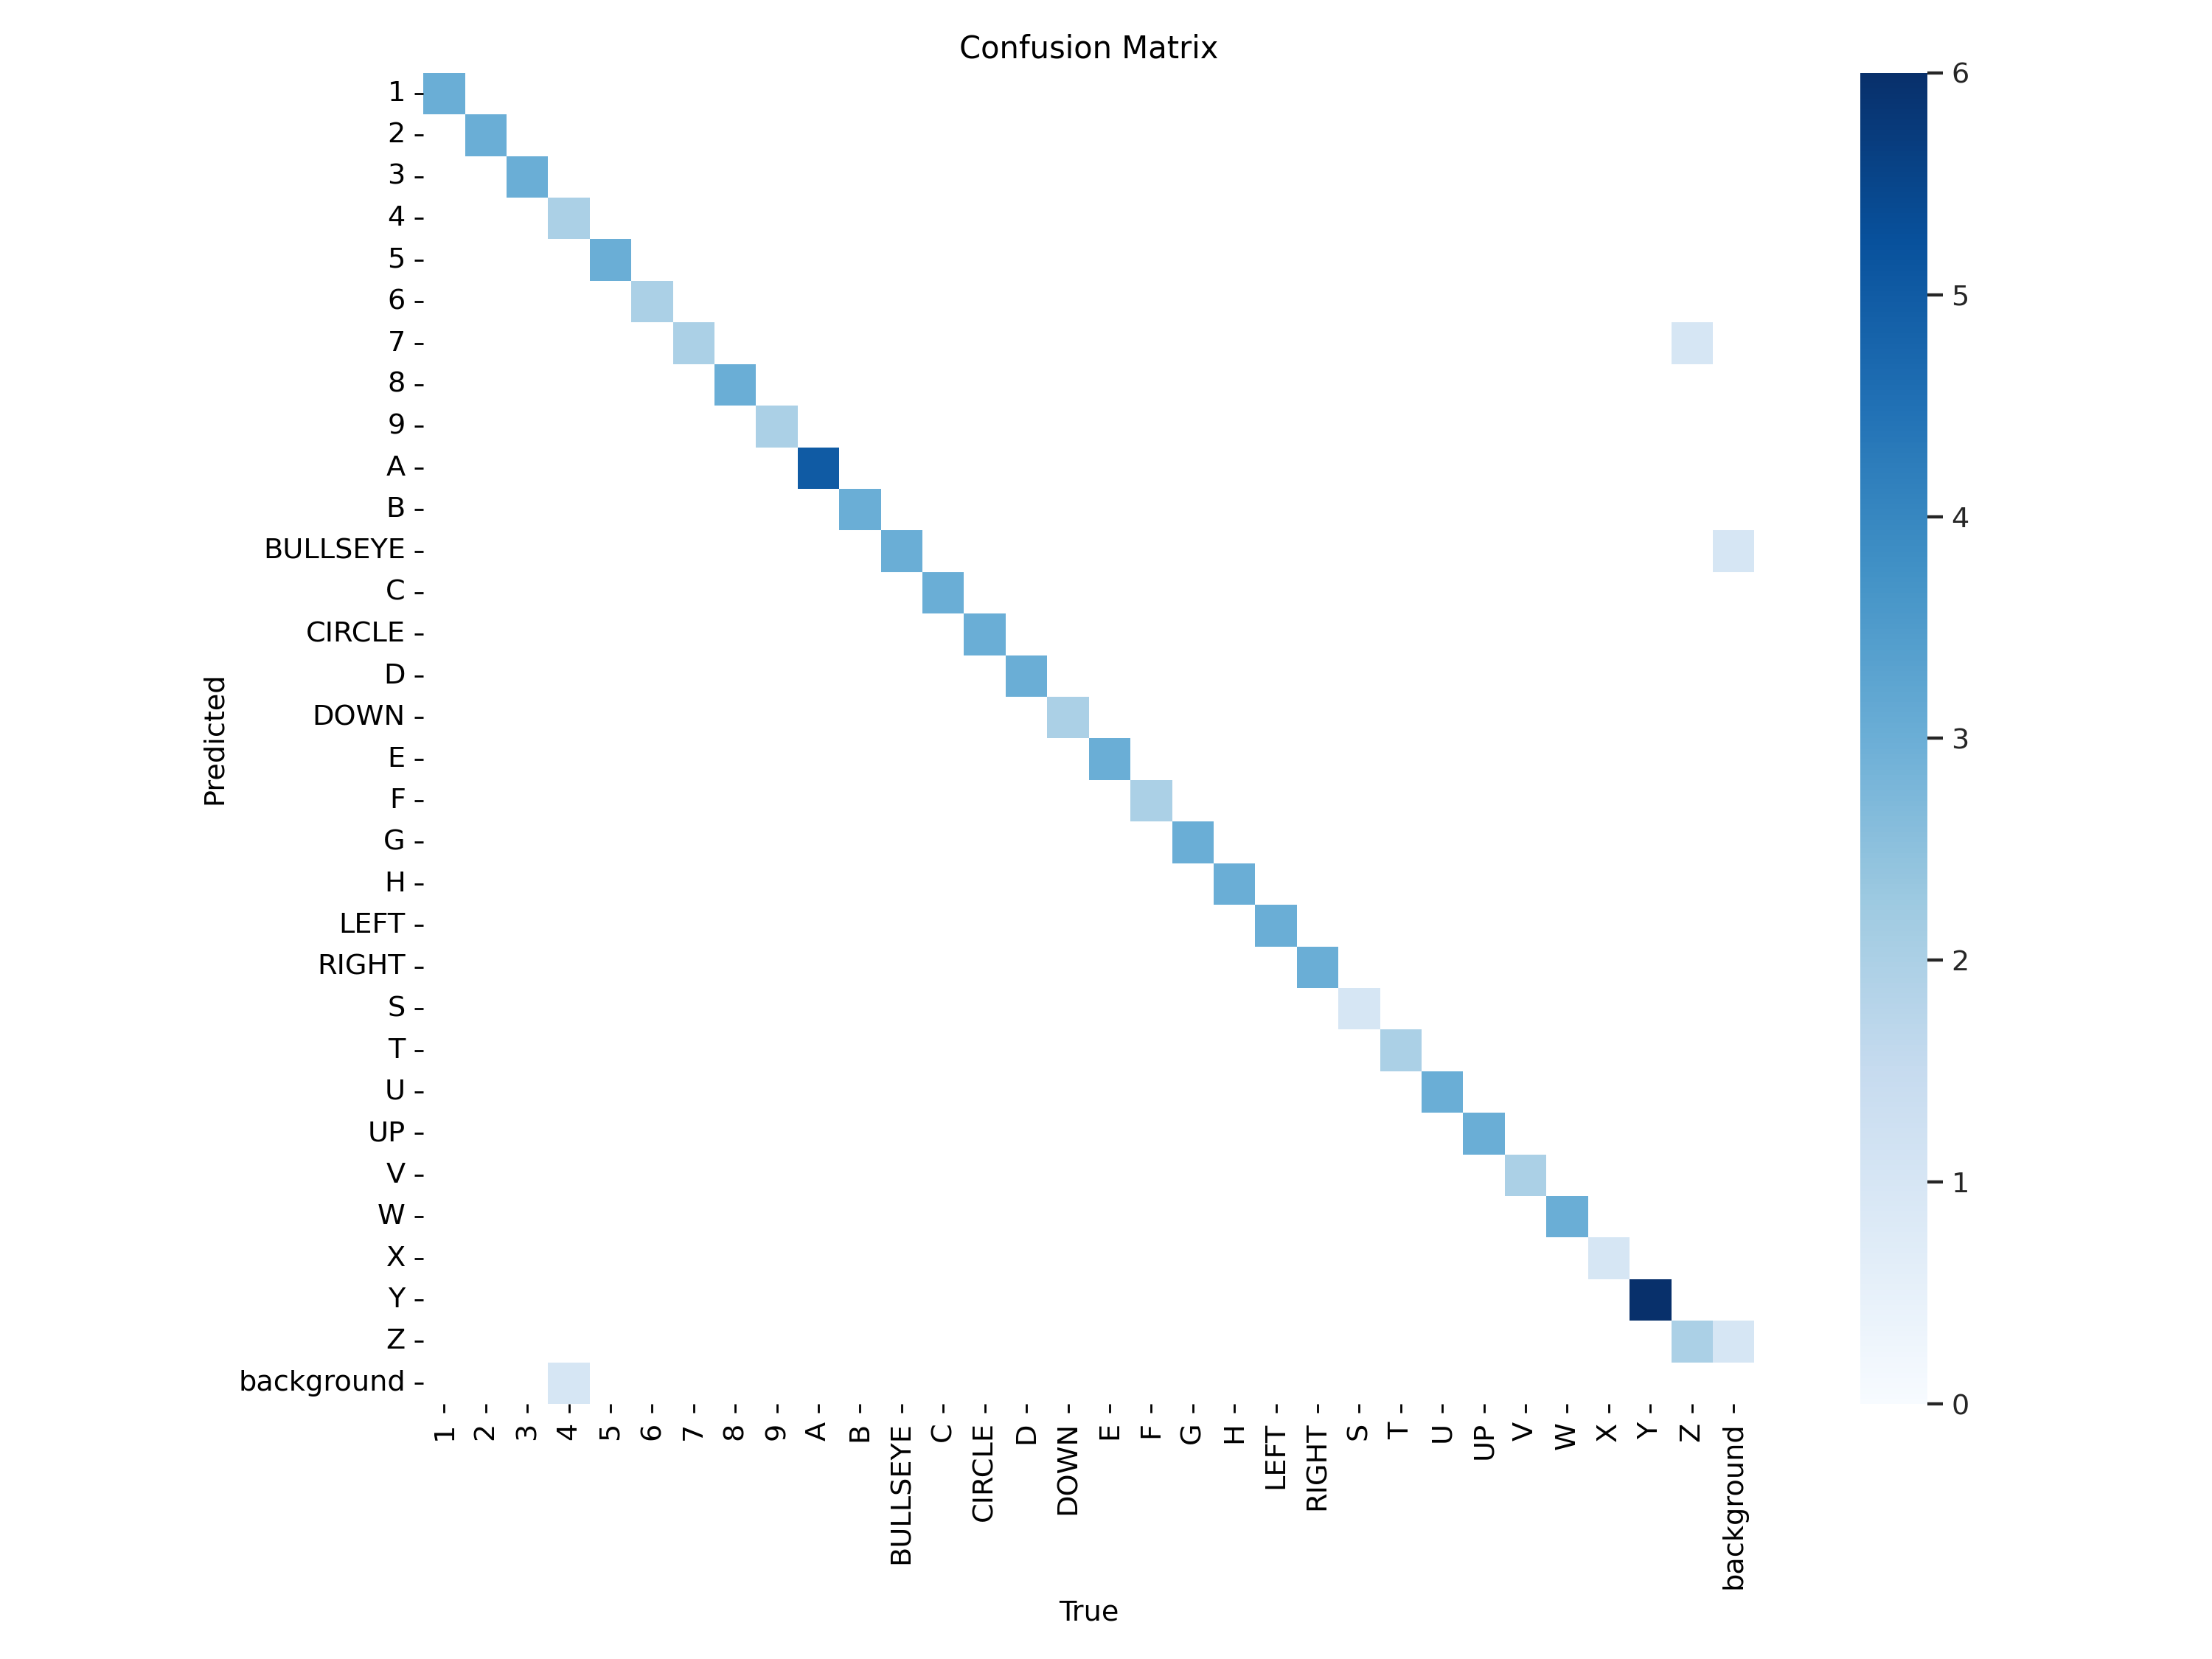 Confusion Matrix
Predicted
1
2
3
4
5
6
7
8
9
A
B
BULLSEYE
C
CIRCLE
D
DOWN
E
F
G
H
LEFT
RIGHT
S
T
U
UP
V
W
X
Y
Z
background
1
2
3
4
5
6
7
8
9
A
B
BULLSEYE
C
CIRCLE
D
DOWN
E
F
G
H
LEFT
RIGHT
S
T
U
UP
V
W
X
Y
Z
background
True
6
5
4
3
2
1
0